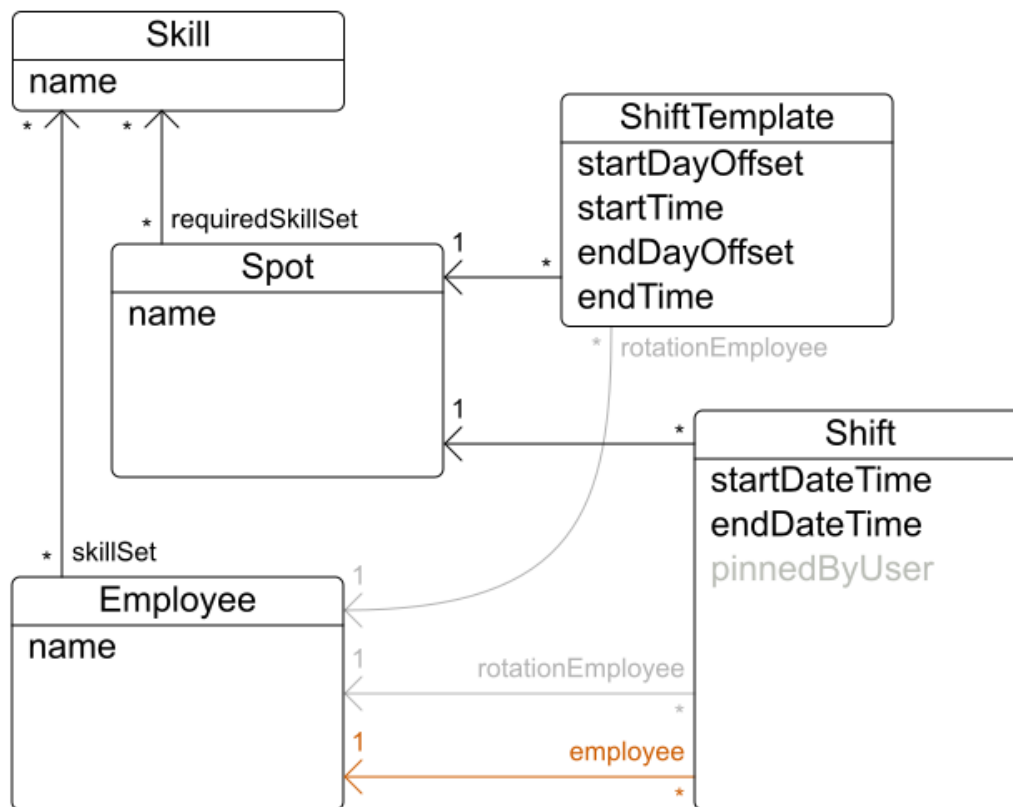 Skill
name
* *
* requiredSkillSet
ShiftTemplate
startDayOffset
startTime
endDayOffset
endTime
Spot
name
1 *
* rotationEmployee
1 *
Shift
startDateTime
endDateTime
pinnedByUser
* skillSet
Employee
name
1
1 rotationEmployee
*
1 employee
*